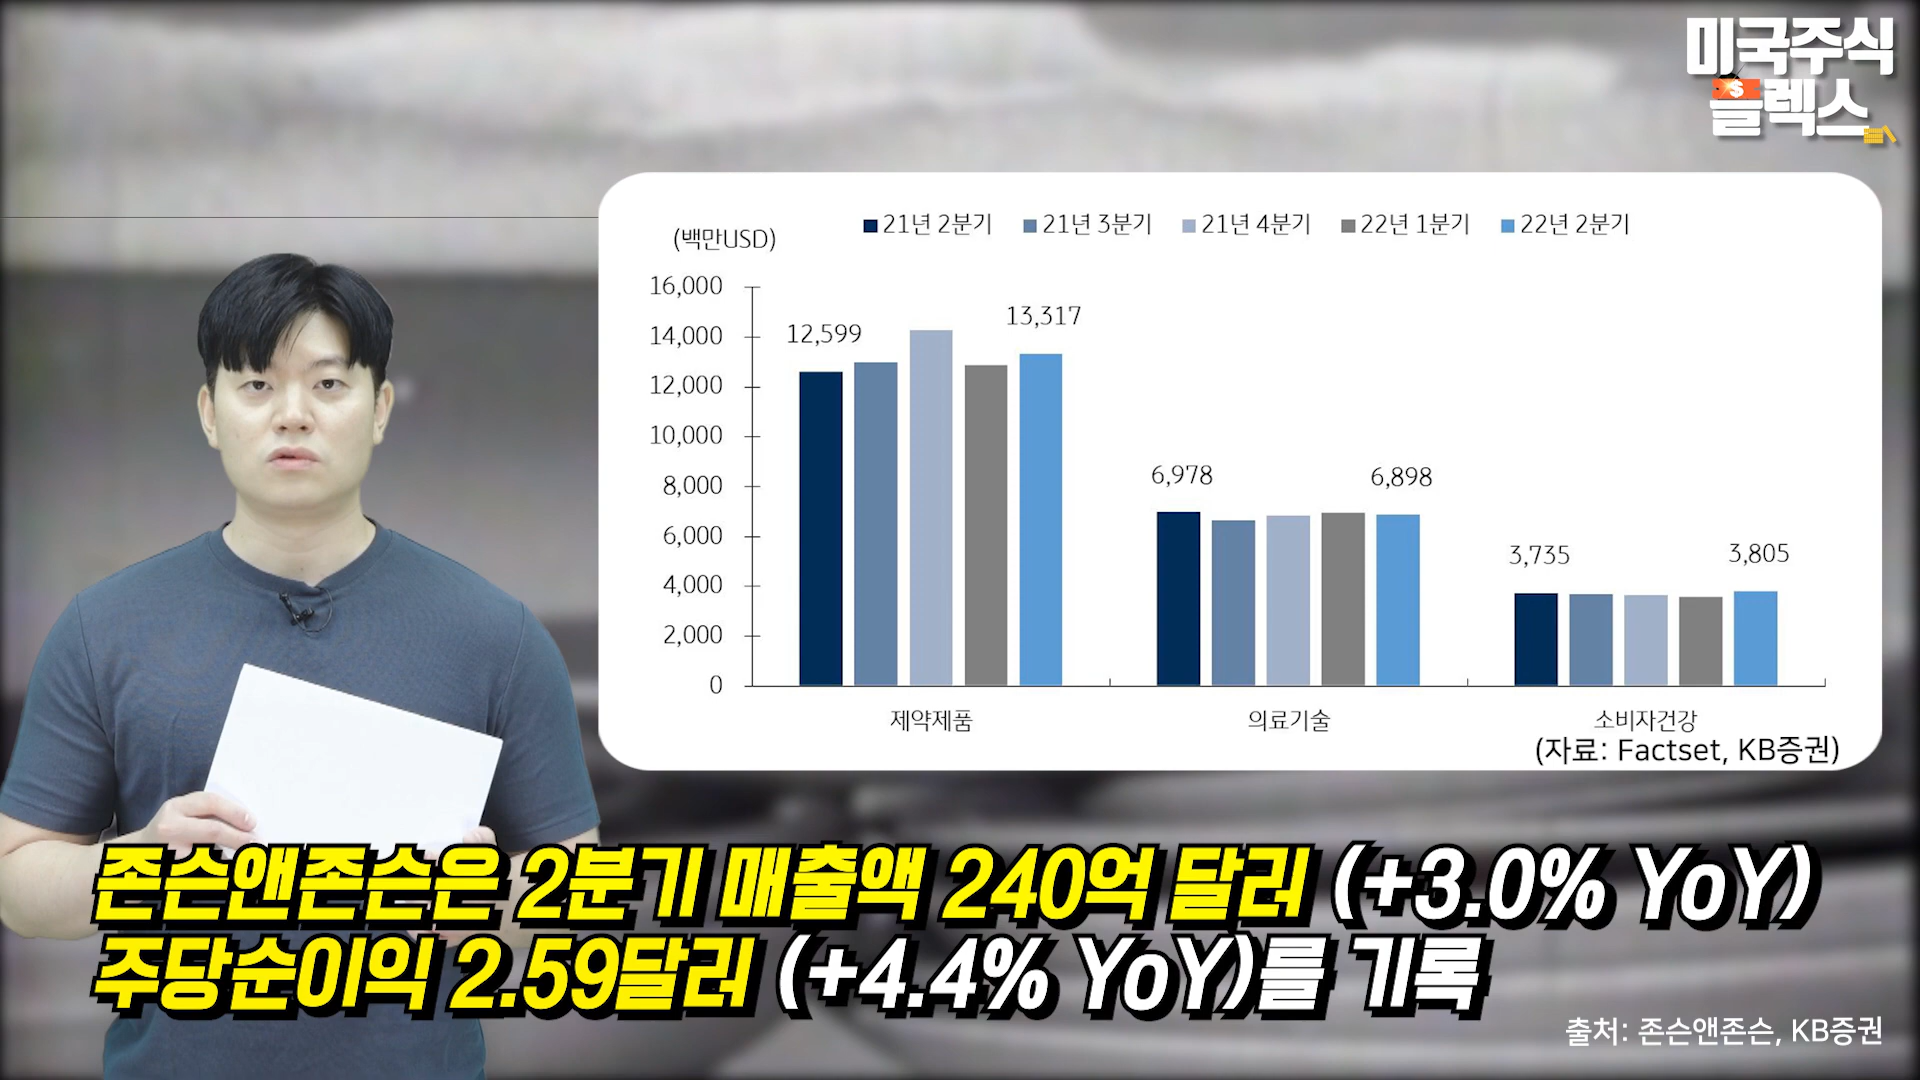 미국주식
플렉스
(백만USD)
21년 2분기 21년 3분기 21년 4분기 22년 1분기 22년 2분기
16,000
14,000
12,000
10,000
8,000
6,000
4,000
2,000
0
12,599
13,317
6,978
6,898
3,735
3,805
제약제품 의료기술 소비자건강
(자료: Factset, KB증권)
존슨앤존슨은 2분기 매출액 240억 달러 (+3.0% YoY)
주당순이익 2.59달러 (+4.4% YoY)를 기록
출처: 존슨앤존슨, KB증권